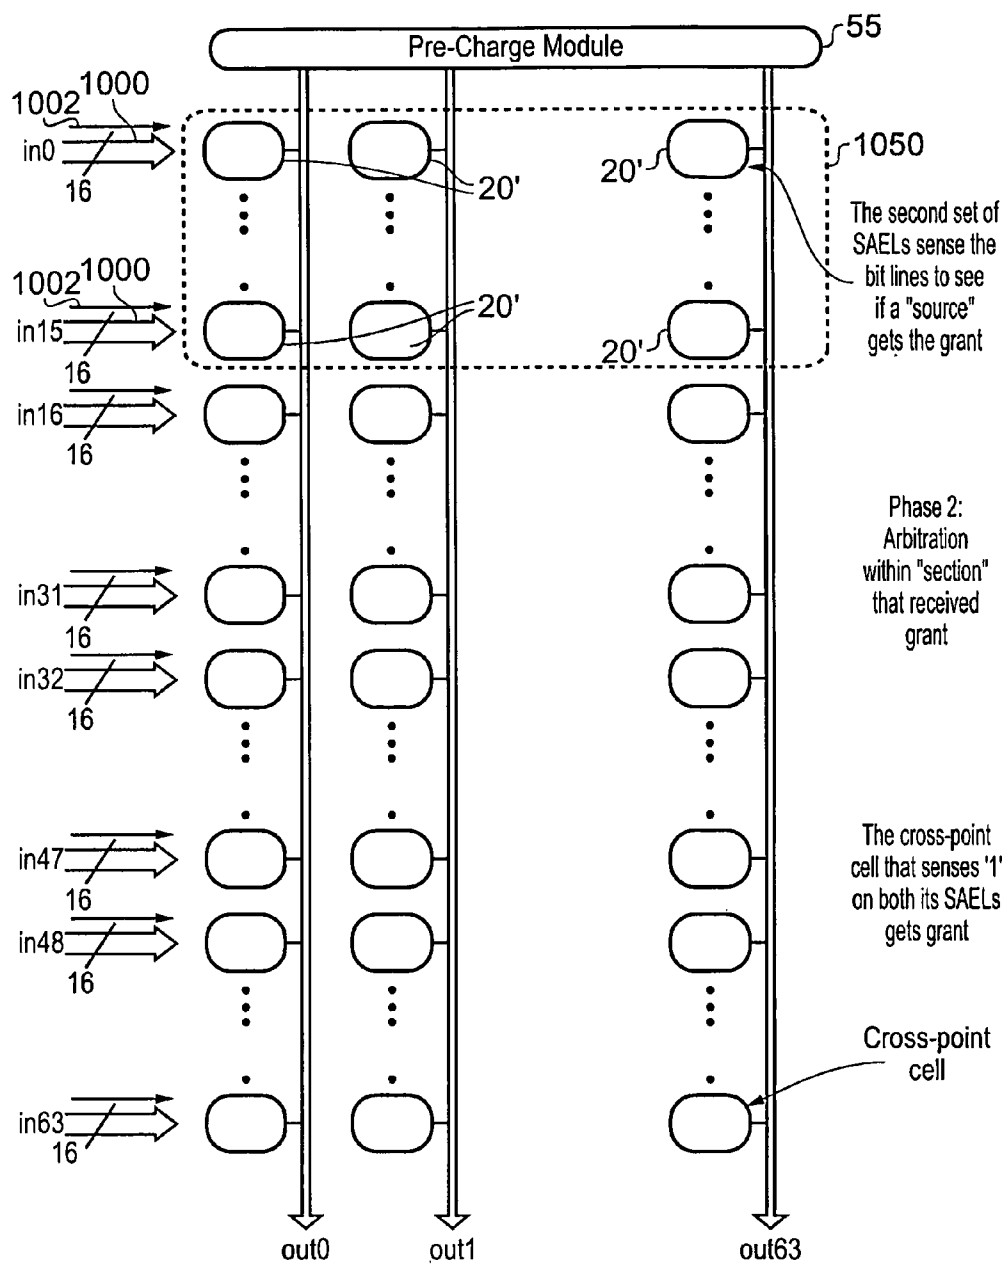 Pre-Charge Module
55
1002
1000
in0
16
20'
20'
1050
The second set of
SAELs sense the
bit lines to see
if a "source"
gets the grant
1002
1000
in15
16
20'
20'
in16
16
Phase 2:
Arbitration
within "section"
that received
grant
in31
16
in32
16
The cross-point
cell that senses '1'
on both its SAELs
gets grant
in47
16
in48
16
Cross-point
cell
in63
16
out0
out1
out63